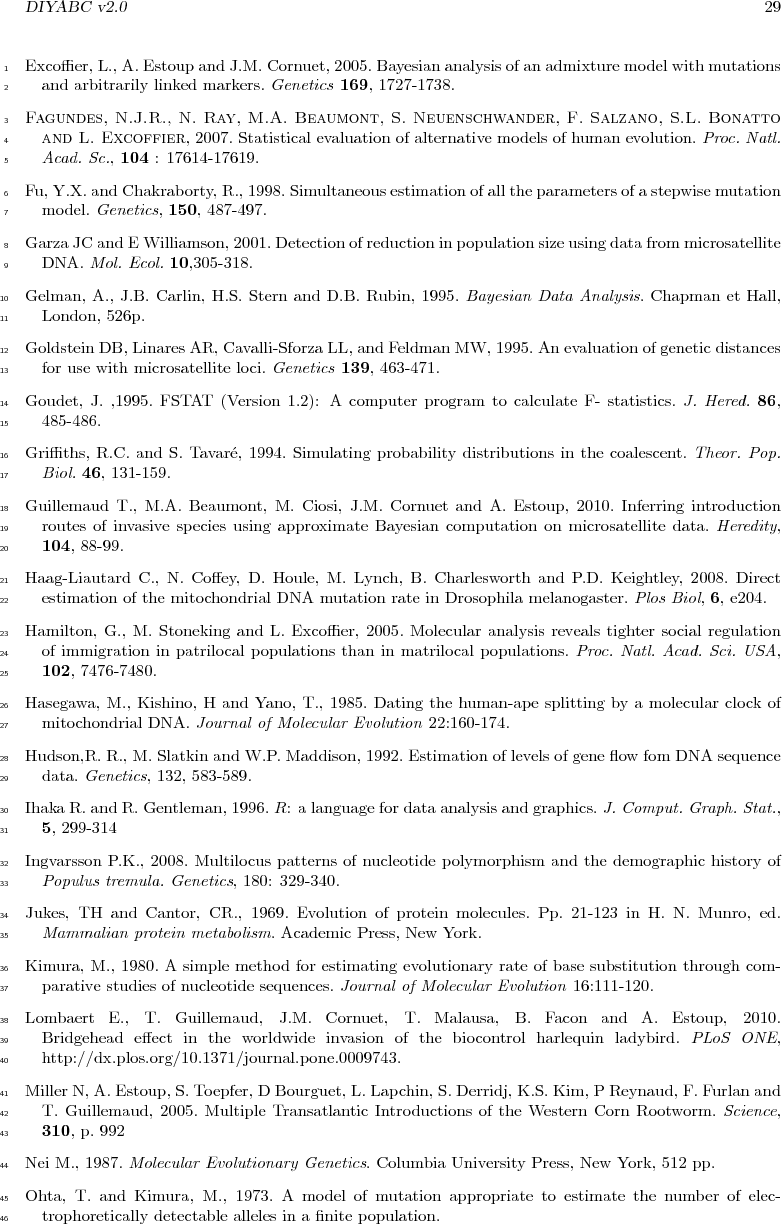 DIYABC v2.0 29
1 Excoffier, L., A. Estoup and J.M. Cornuet, 2005. Bayesian analysis of an admixture model with mutations
2 and arbitrarily linked markers. Genetics 169, 1727-1738.
3 Fagundes, N.J.R., N. Ray, M.A. Beaumont, S. Neuenschwander, F. Salzano, S.L. Bonatto
4 and L. Excoffier, 2007. Statistical evaluation of alternative models of human evolution. Proc. Natl.
5 Acad. Sc., 104 : 17614-17619.
6 Fu, Y.X. and Chakraborty, R., 1998. Simultaneous estimation of all the parameters of a stepwise mutation
7 model. Genetics, 150, 487-497.
8 Garza JC and E Williamson, 2001. Detection of reduction in population size using data from microsatellite
9 DNA. Mol. Ecol. 10,305-318.
10 Gelman, A., J.B. Carlin, H.S. Stern and D.B. Rubin, 1995. Bayesian Data Analysis. Chapman et Hall,
11 London, 526p.
12 Goldstein DB, Linares AR, Cavalli-Sforza LL, and Feldman MW, 1995. An evaluation of genetic distances
13 for use with microsatellite loci. Genetics 139, 463-471.
14 Goudet, J. ,1995. FSTAT (Version 1.2): A computer program to calculate F- statistics. J. Hered. 86,
15 485-486.
16 Griffiths, R.C. and S. Tavaré, 1994. Simulating probability distributions in the coalescent. Theor. Pop.
17 Biol. 46, 131-159.
18 Guillemaud T., M.A. Beaumont, M. Ciosi, J.M. Cornuet and A. Estoup, 2010. Inferring introduction
19 routes of invasive species using approximate Bayesian computation on microsatellite data. Heredity,
20 104, 88-99.
21 Haag-Liautard C., N. Coffey, D. Houle, M. Lynch, B. Charlesworth and P.D. Keightley, 2008. Direct
22 estimation of the mitochondrial DNA mutation rate in Drosophila melanogaster. Plos Biol, 6, e204.
23 Hamilton, G., M. Stoneking and L. Excoffier, 2005. Molecular analysis reveals tighter social regulation
24 of immigration in patrilocal populations than in matrilocal populations. Proc. Natl. Acad. Sci. USA,
25 102, 7476-7480.
26 Hasegawa, M., Kishino, H and Yano, T., 1985. Dating the human-ape splitting by a molecular clock of
27 mitochondrial DNA. Journal of Molecular Evolution 22:160-174.
28 Hudson,R. R., M. Slatkin and W.P. Maddison, 1992. Estimation of levels of gene flow fom DNA sequence
29 data. Genetics, 132, 583-589.
30 Ihaka R. and R. Gentleman, 1996. R: a language for data analysis and graphics. J. Comput. Graph. Stat.,
31 5, 299-314
32 Ingvarsson P.K., 2008. Multilocus patterns of nucleotide polymorphism and the demographic history of
33 Populus tremula. Genetics, 180: 329-340.
34 Jukes, TH and Cantor, CR., 1969. Evolution of protein molecules. Pp. 21-123 in H. N. Munro, ed.
35 Mammalian protein metabolism. Academic Press, New York.
36 Kimura, M., 1980. A simple method for estimating evolutionary rate of base substitution through com-
37 parative studies of nucleotide sequences. Journal of Molecular Evolution 16:111-120.
38 Lombaert E., T. Guillemaud, J.M. Cornuet, T. Malausa, B. Facon and A. Estoup, 2010.
39 Bridgehead effect in the worldwide invasion of the biocontrol harlequin ladybird. PLoS ONE,
40 http://dx.plos.org/10.1371/journal.pone.0009743.
41 Miller N, A. Estoup, S. Toepfer, D Bourguet, L. Lapchin, S. Derridj, K.S. Kim, P Reynaud, F. Furlan and
42 T. Guillemaud, 2005. Multiple Transatlantic Introductions of the Western Corn Rootworm. Science,
43 310, p. 992
44 Nei M., 1987. Molecular Evolutionary Genetics. Columbia University Press, New York, 512 pp.
45 Ohta, T. and Kimura, M., 1973. A model of mutation appropriate to estimate the number of elec-
46 trophoretically detectable alleles in a finite population.